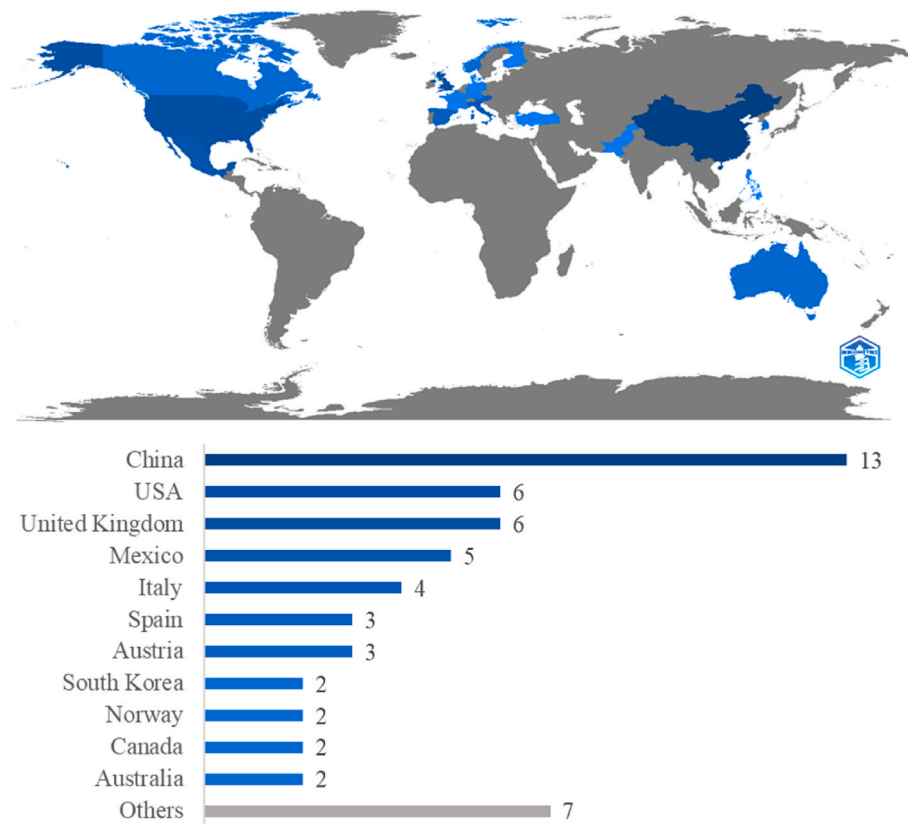 China 13
USA 6
United Kingdom 6
Mexico 5
Italy 4
Spain 3
Austria 3
South Korea 2
Norway 2
Canada 2
Australia 2
Others 7